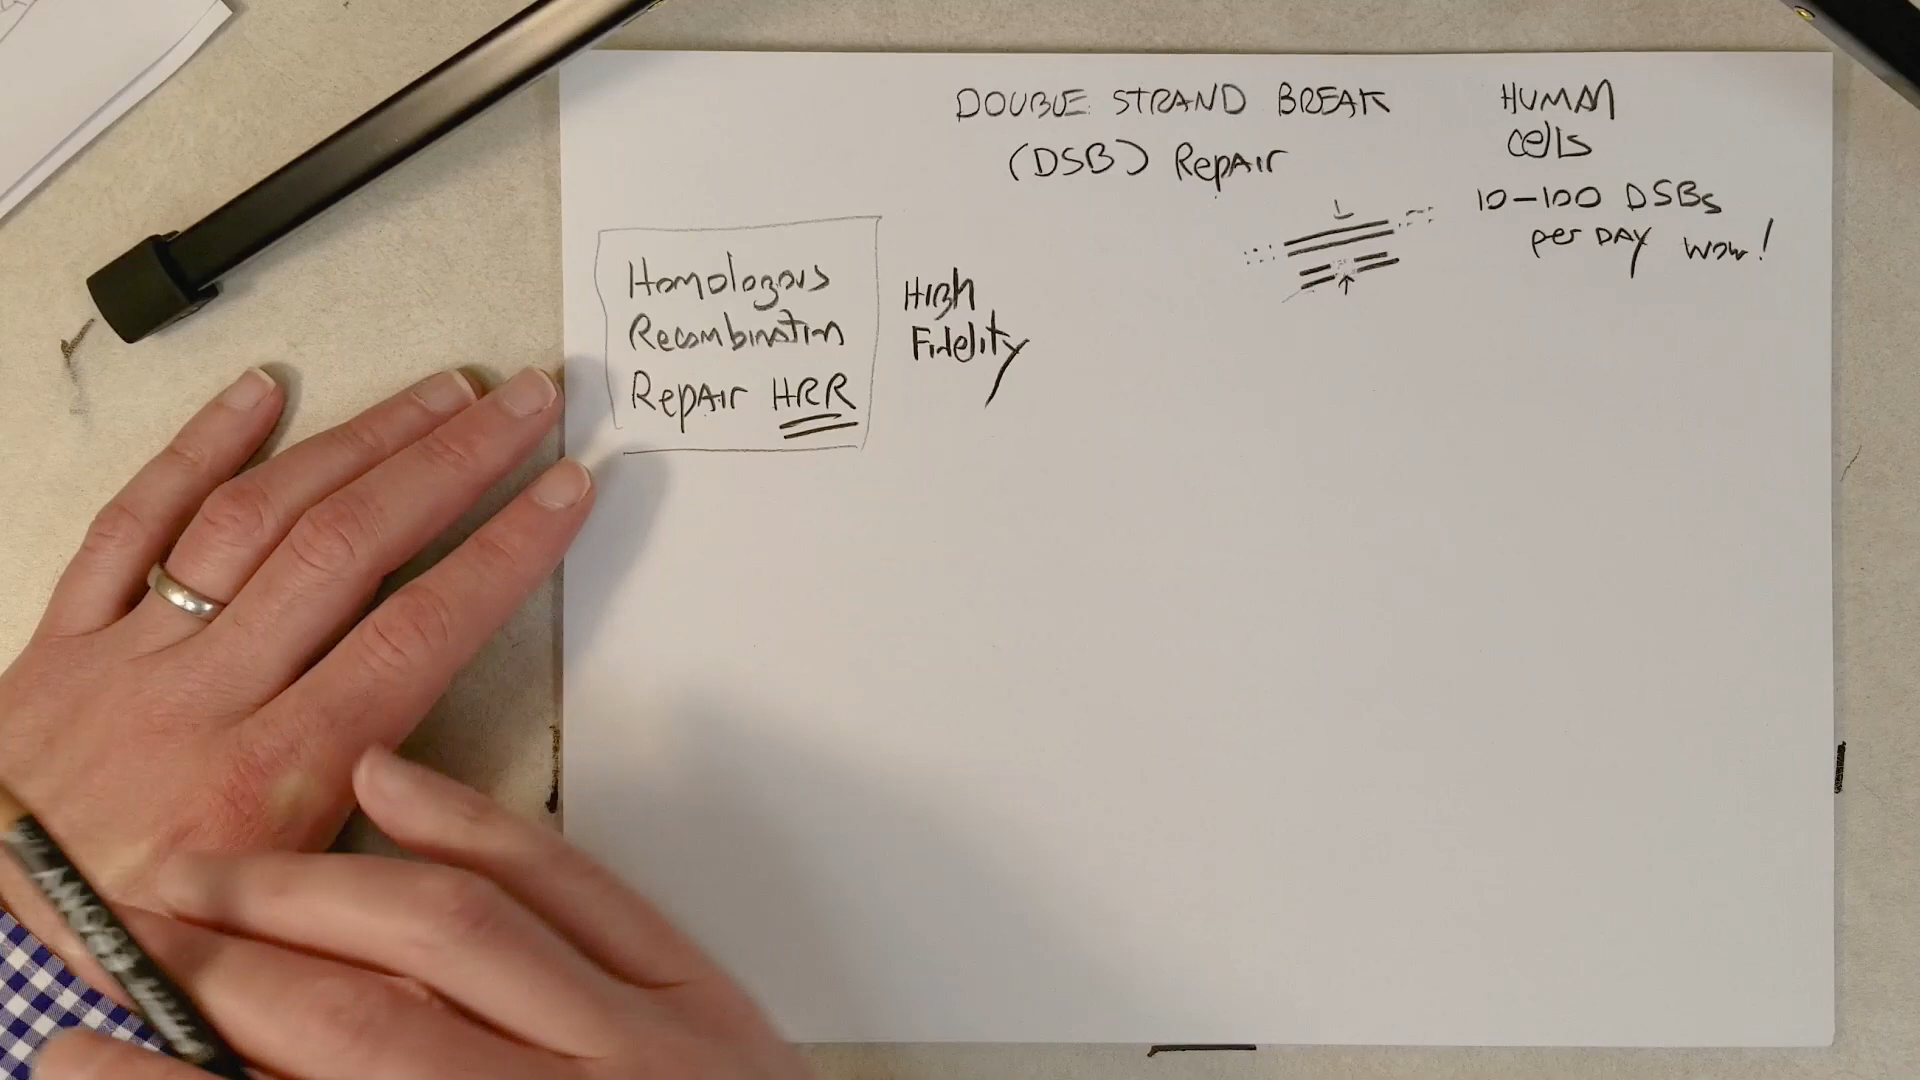 DOUBLE STRAND BREAK
(DSB) Repair
HUMAN
cells
10-100 DSBs
per DAY wow!
Homologous
Recombination
Repair HRR
High
Fidelity